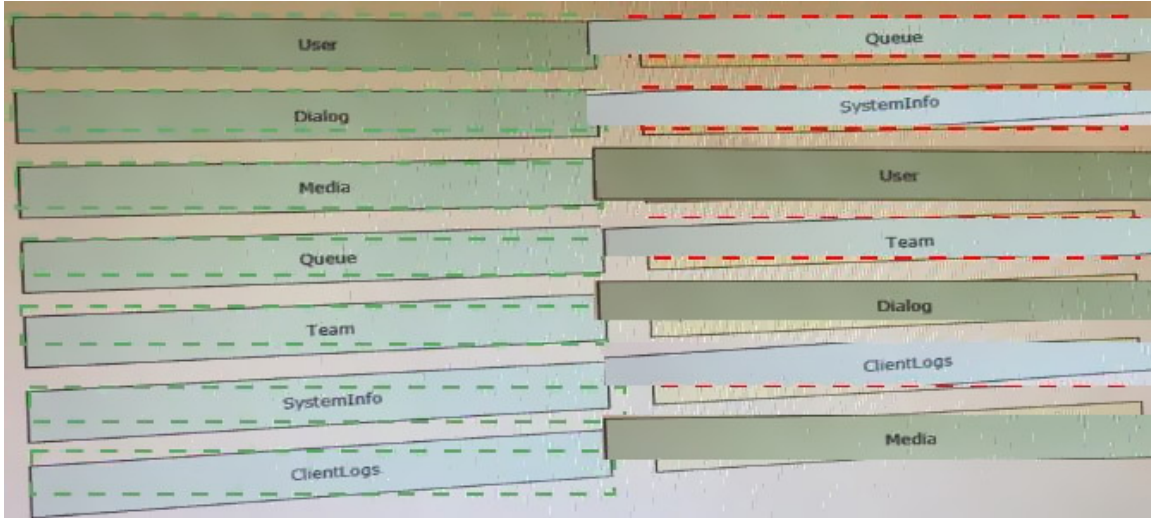 User
Dialog
Media
Queue
Team
SystemInfo
ClientLogs
Queue
SystemInfo
User
Team
Dialog
ClientLogs
Media